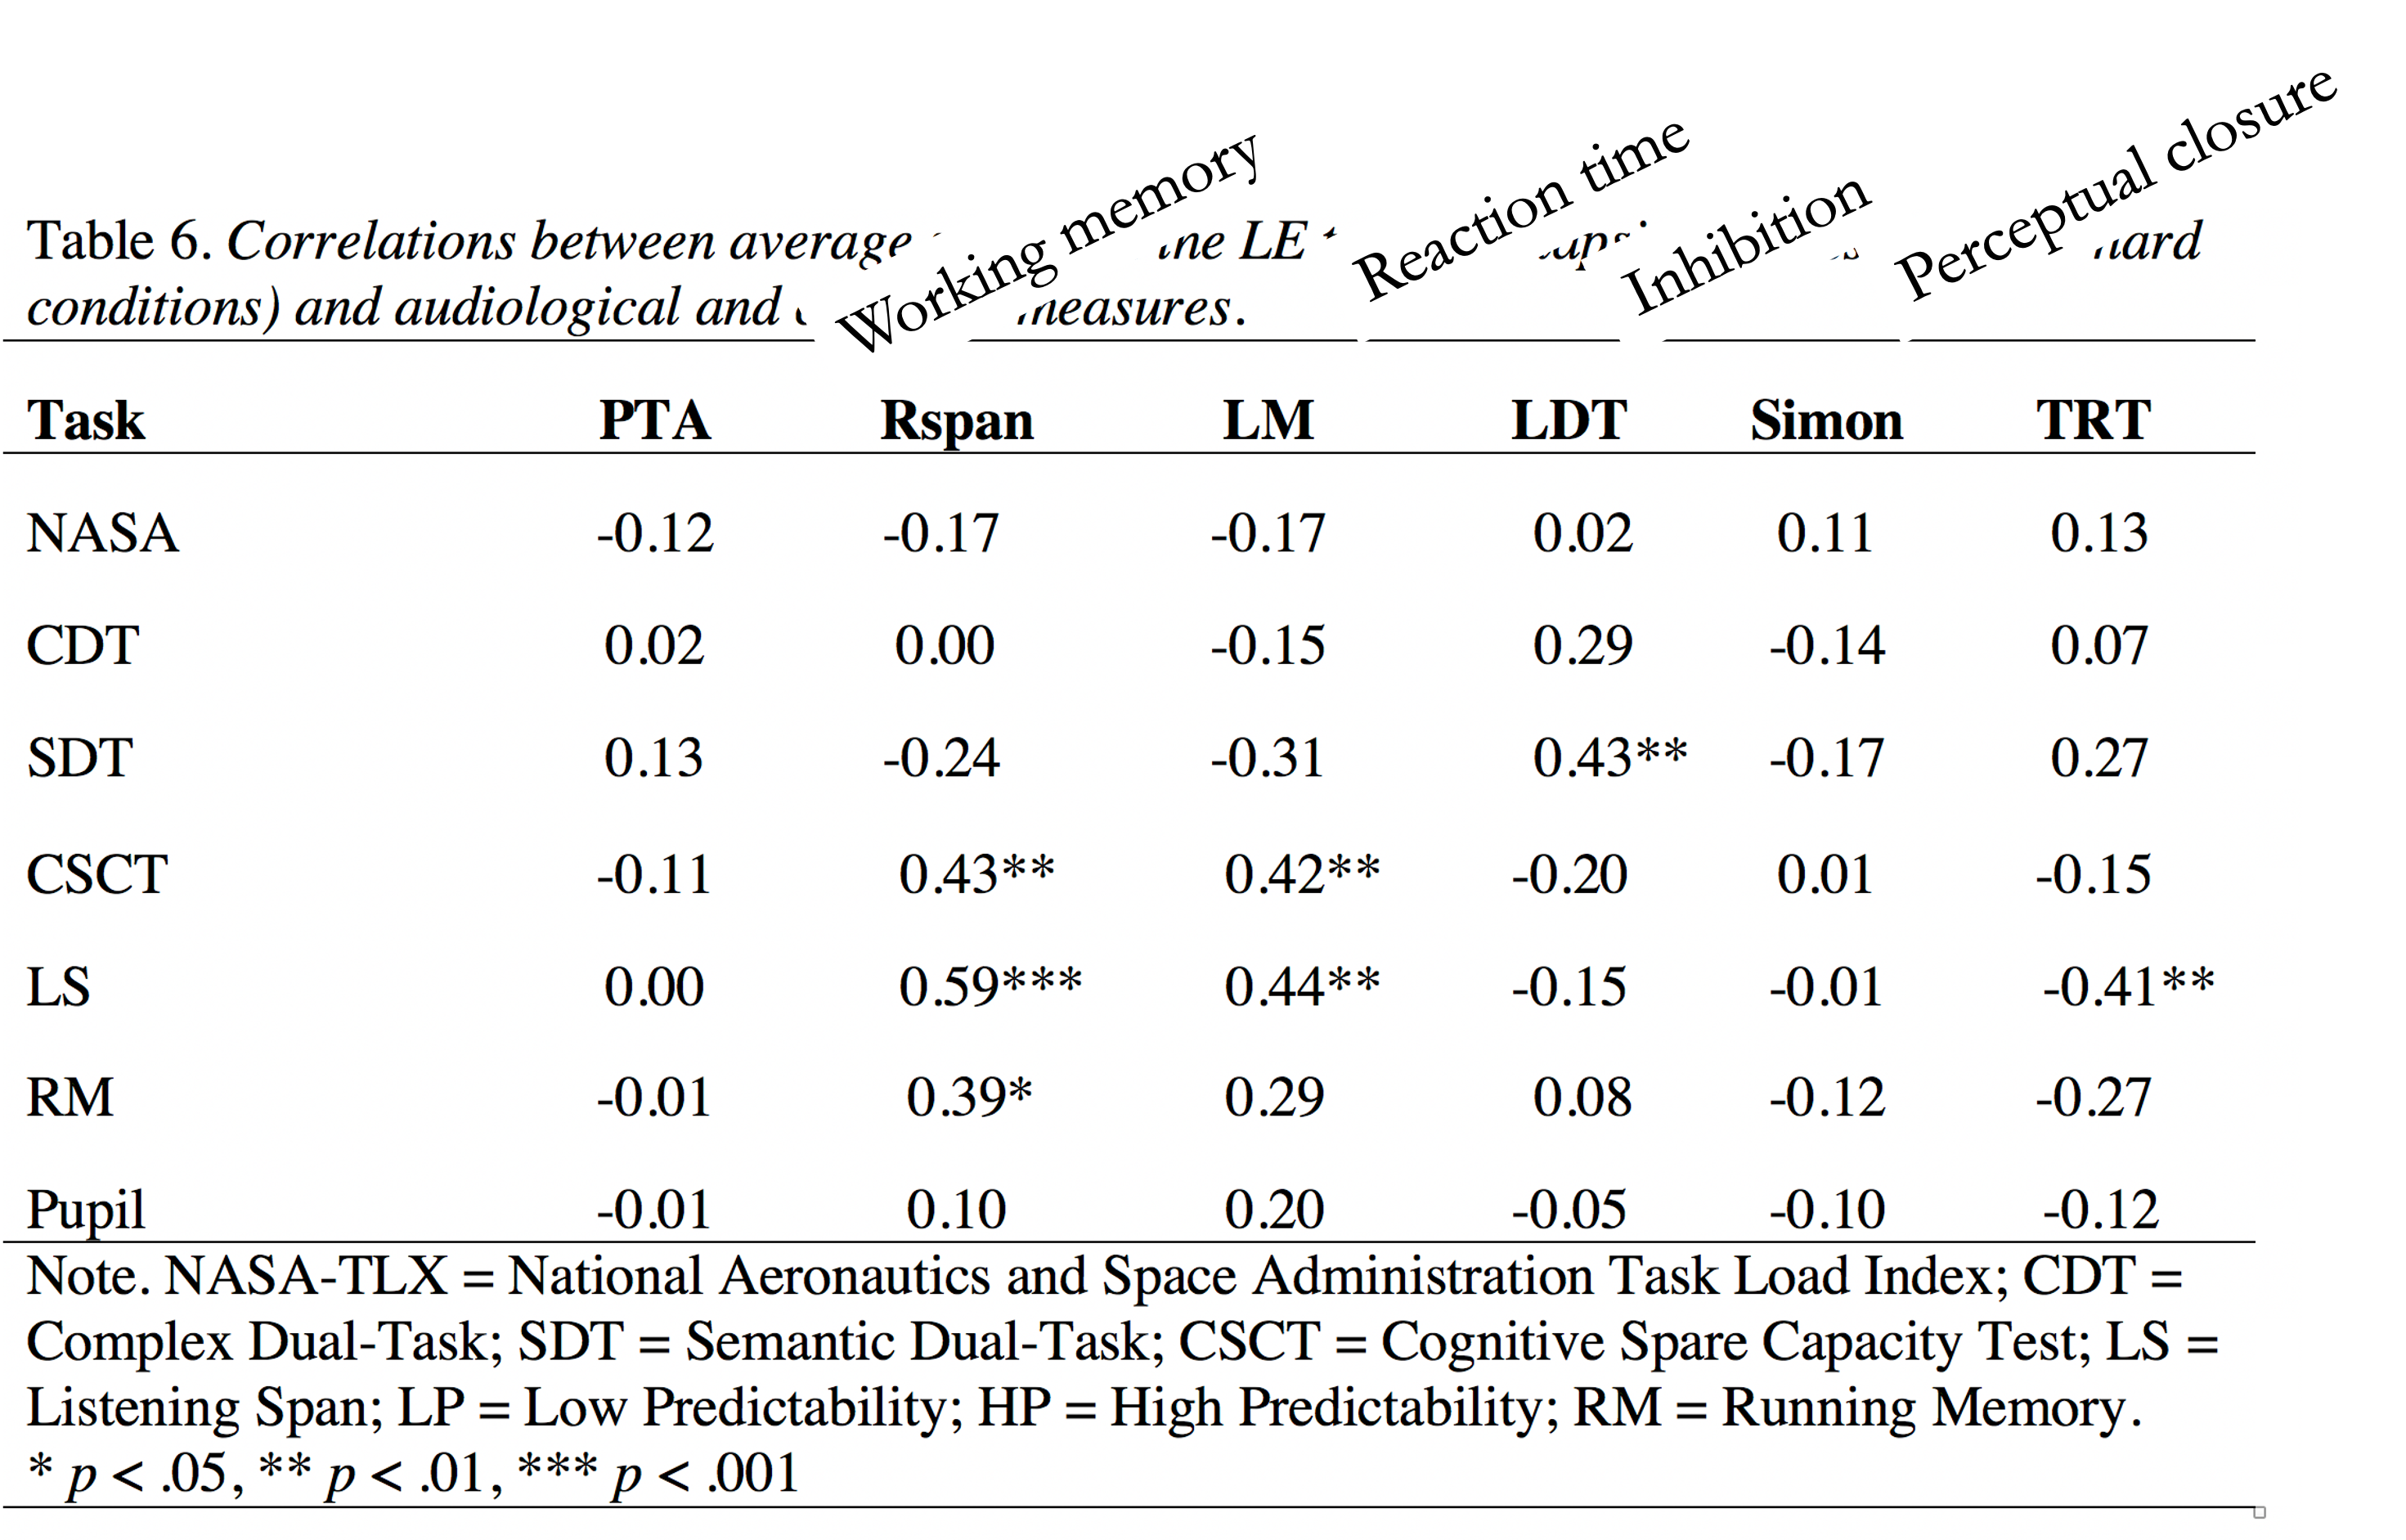 Working memory
Reaction time
Inhibition
Perceptual closure
Table 6. Correlations between average LE
conditions) and audiological and measures.
Task PTA Rspan LM LDT Simon TRT
NASA -0.12 -0.17 -0.17 0.02 0.11 0.13
CDT 0.02 0.00 -0.15 0.29 -0.14 0.07
SDT 0.13 -0.24 -0.31 0.43** -0.17 0.27
CSCT -0.11 0.43** 0.42** -0.20 0.01 -0.15
LS 0.00 0.59*** 0.44** -0.15 -0.01 -0.41**
RM -0.01 0.39* 0.29 0.08 -0.12 -0.27
Pupil -0.01 0.10 0.20 -0.05 -0.10 -0.12
Note. NASA-TLX = National Aeronautics and Space Administration Task Load Index; CDT =
Complex Dual-Task; SDT = Semantic Dual-Task; CSCT = Cognitive Spare Capacity Test; LS =
Listening Span; LP = Low Predictability; HP = High Predictability; RM = Running Memory.
* p < .05, ** p < .01, *** p < .001